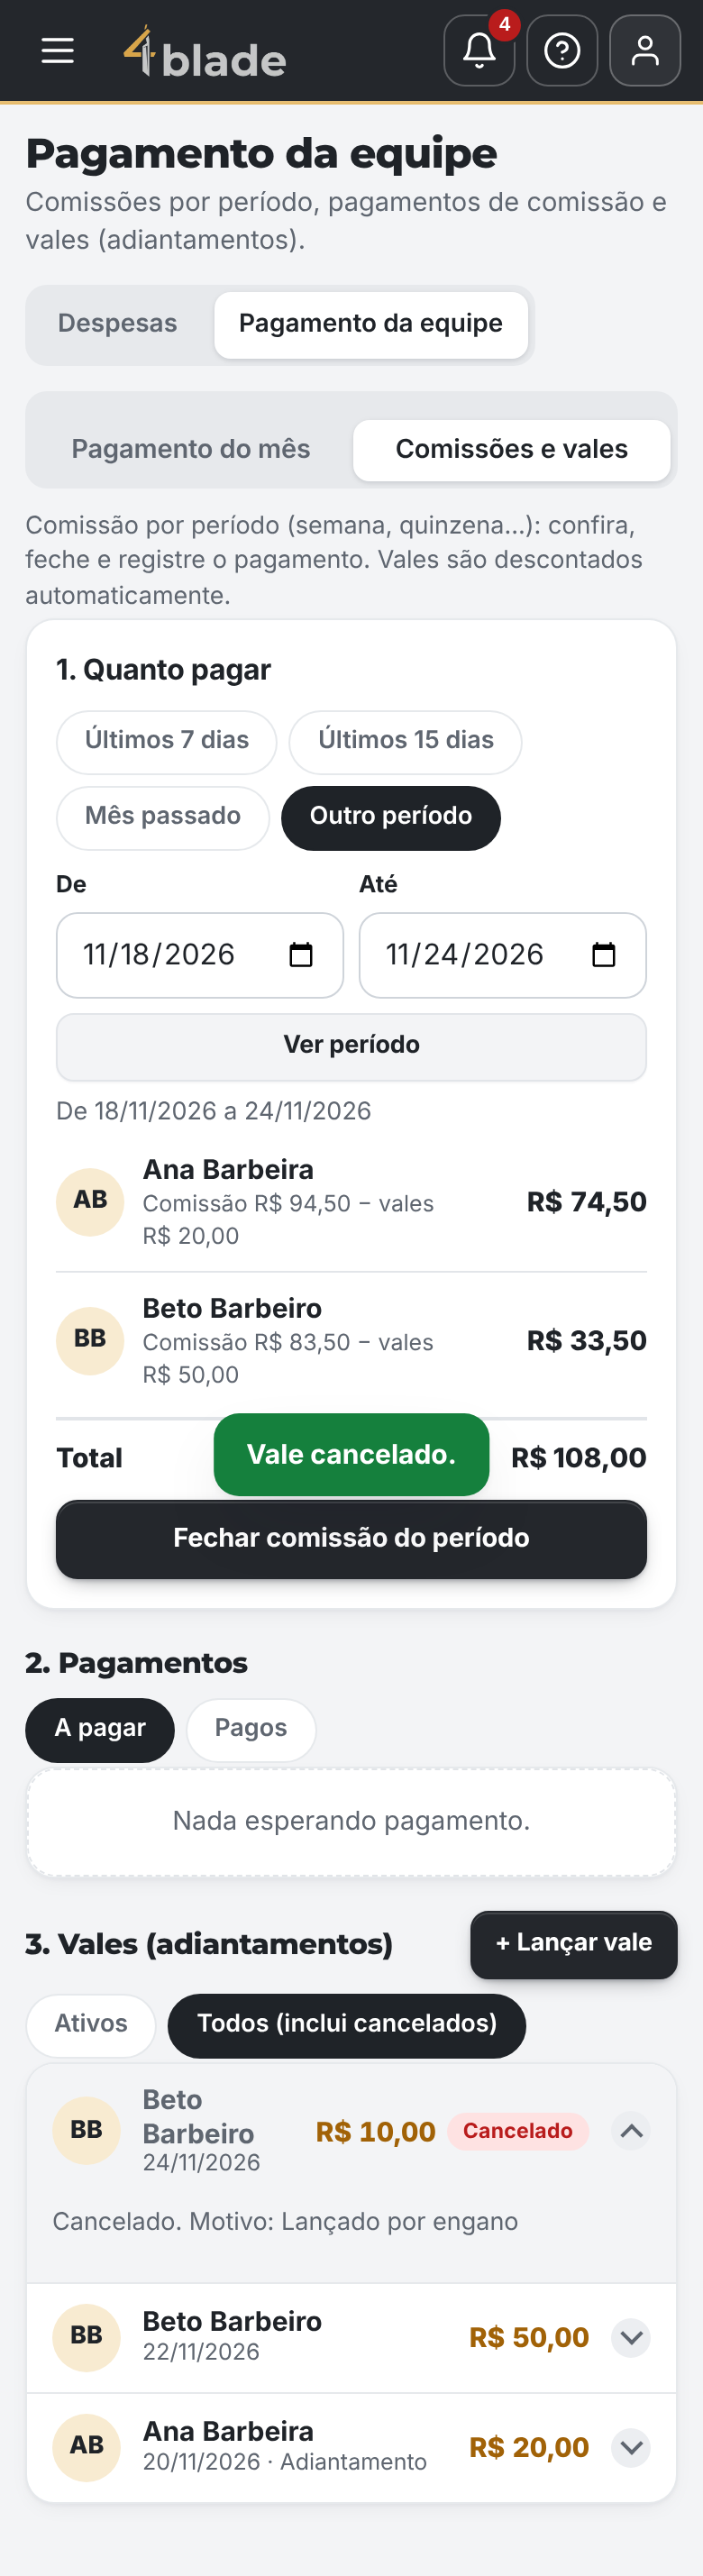 4blade
4
Pagamento da equipe
Comissões por período, pagamentos de comissão e
vales (adiantamentos).
Despesas
Pagamento da equipe
Pagamento do mês
Comissões e vales
Comissão por período (semana, quinzena...): confira,
feche e registre o pagamento. Vales são descontados
automaticamente.
1. Quanto pagar
Últimos 7 dias
Últimos 15 dias
Mês passado
Outro período
De
Até
11/18/2026
11/24/2026
Ver período
De 18/11/2026 a 24/11/2026
AB
Ana Barbeira
Comissão R$ 94,50 − vales
R$ 20,00
R$ 74,50
BB
Beto Barbeiro
Comissão R$ 83,50 − vales
R$ 50,00
R$ 33,50
Total
Vale cancelado.
R$ 108,00
Fechar comissão do período
2. Pagamentos
A pagar
Pagos
Nada esperando pagamento.
3. Vales (adiantamentos)
+ Lançar vale
Ativos
Todos (inclui cancelados)
BB
Beto
Barbeiro
24/11/2026
R$ 10,00
Cancelado
Cancelado. Motivo: Lançado por engano
BB
Beto Barbeiro
22/11/2026
R$ 50,00
AB
Ana Barbeira
20/11/2026 · Adiantamento
R$ 20,00